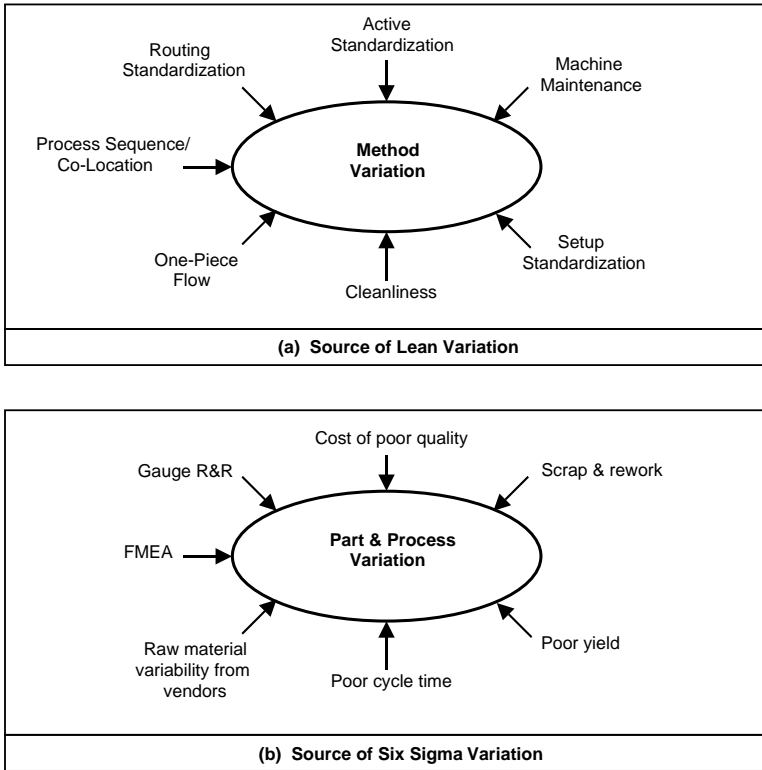 Active
Standardization
Routing
Standardization
Machine
Maintenance
Process Sequence/
Co-Location
Method
Variation
One-Piece
Flow
Cleanliness
Setup
Standardization
(a) Source of Lean Variation
Cost of poor quality
Gauge R&R
Scrap & rework
FMEA
Part & Process
Variation
Raw material
variability from
vendors
Poor cycle time
Poor yield
(b) Source of Six Sigma Variation